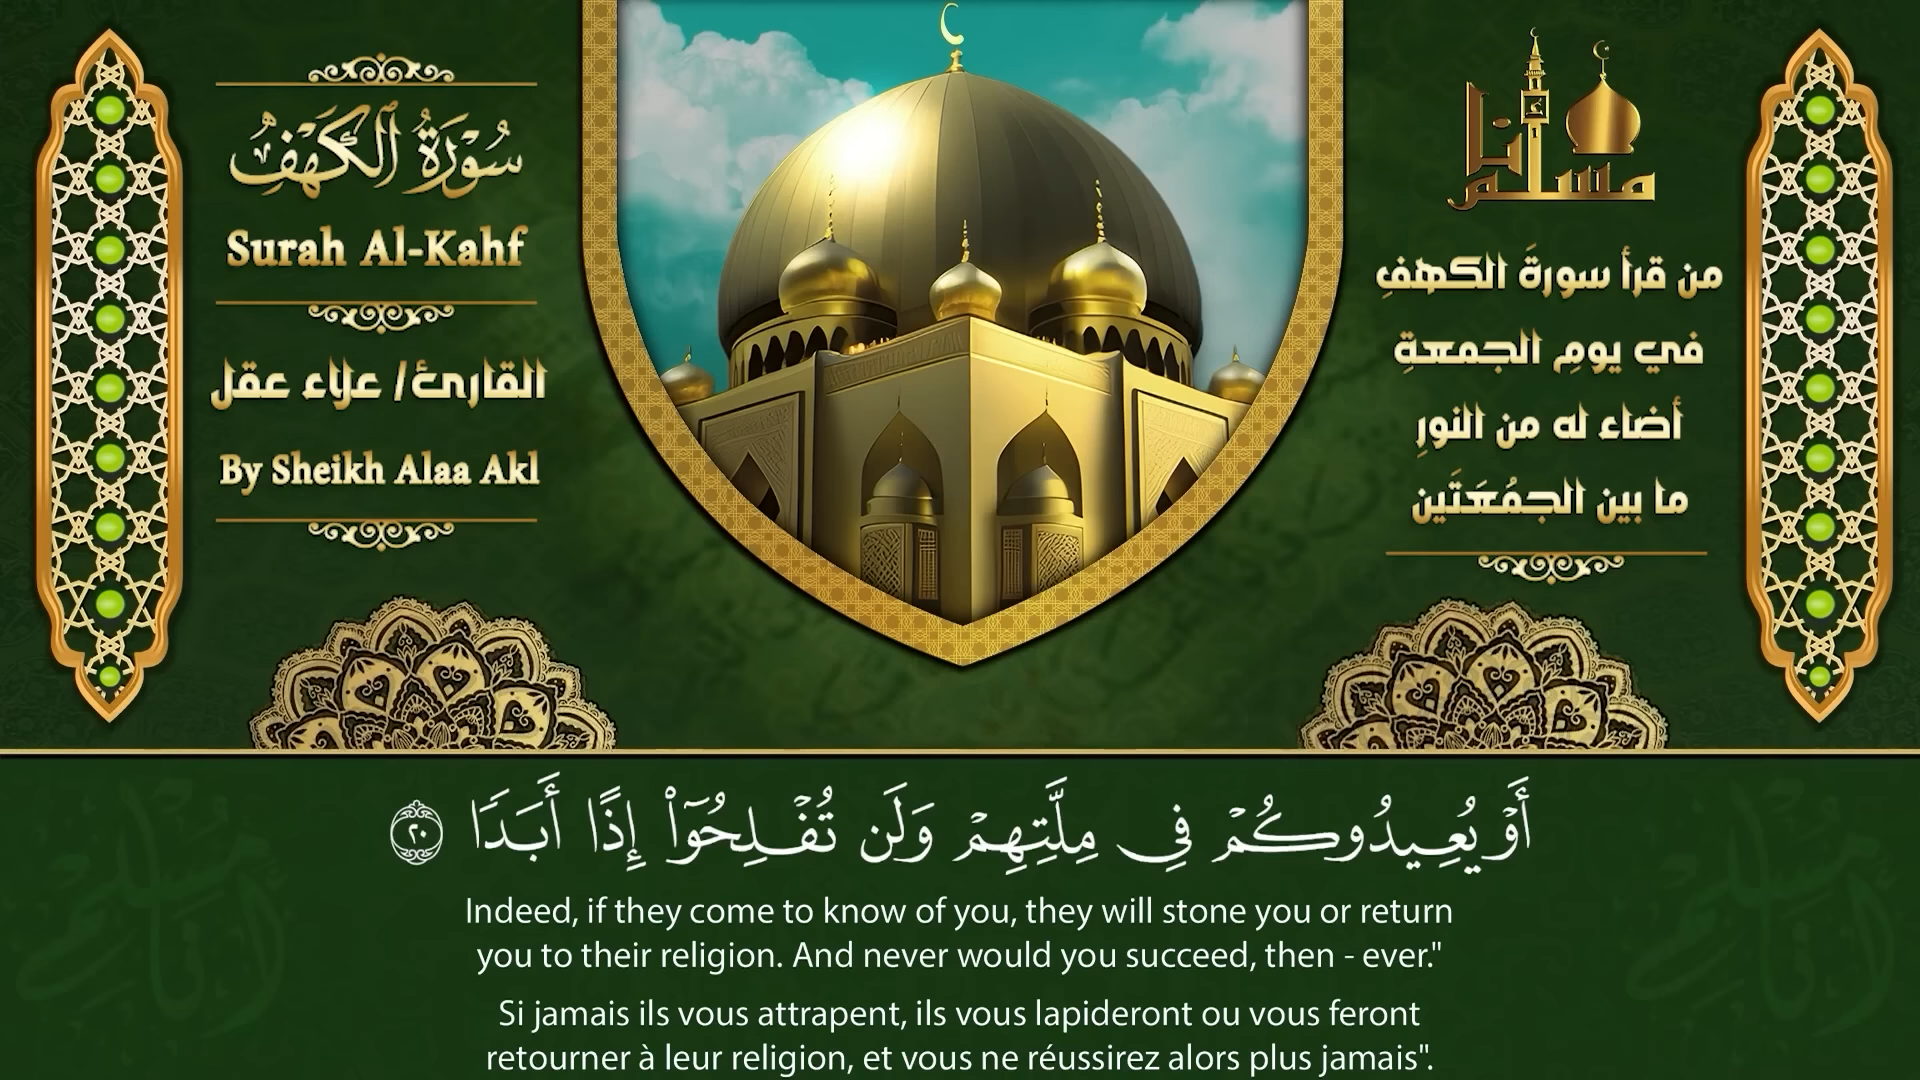 سُورَةُ الكَهْفِ
Surah Al-Kahf
القارئ / علاء عقل
By Sheikh Alaa Akl
أنا
مسلم
من قرأ سورةَ الكهفِ
في يومِ الجمعةِ
أضاء له من النورِ
ما بين الجمُعَتَين
أَوْ يُعِيدُوكُمْ فِي مِلَّتِهِمْ وَلَن تُفْلِحُوٓا۟ إِذًا أَبَدًا ٢٠
Indeed, if they come to know of you, they will stone you or return
you to their religion. And never would you succeed, then - ever."
Si jamais ils vous attrapent, ils vous lapideront ou vous feront
retourner à leur religion, et vous ne réussirez alors plus jamais".